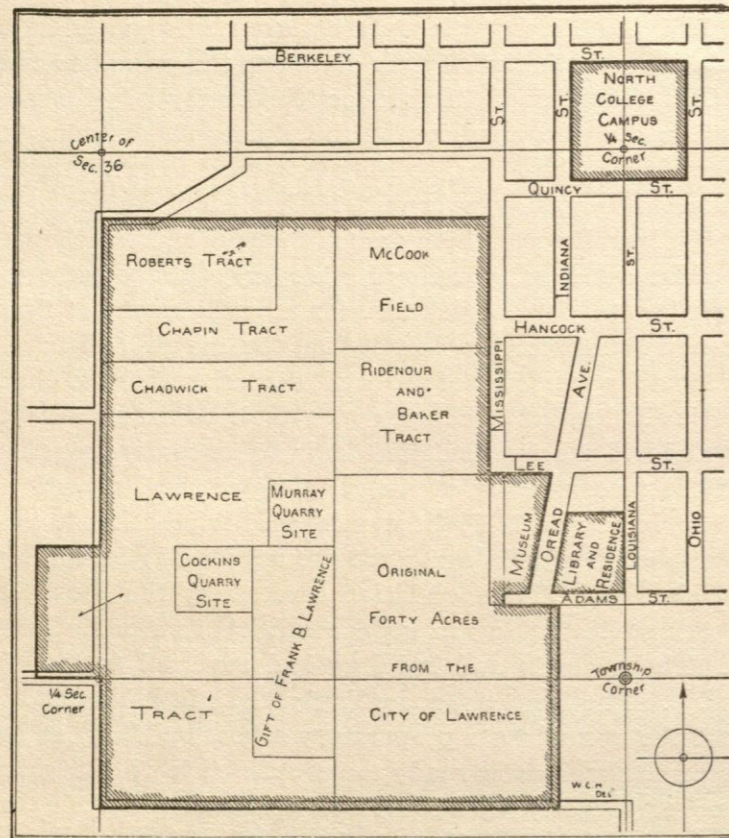 BERKELEY ST.
NORTH
COLLEGE
CAMPUS
¼ Sec.
Corner
ST.
ST.
ST.
Center of
Sec. 36
QUINCY ST.
ROBERTS TRACT
McCOOK
FIELD
INDIANA
ST.
CHAPIN TRACT
HANCOCK ST.
MISSISSIPPI
AVE.
CHADWICK TRACT
RIDENOUR
AND
BAKER
TRACT
LEE ST.
LAWRENCE
MURRAY
QUARRY
SITE
MUSEUM
OREAD
LIBRARY
AND
RESIDENCE
LOUISIANA
OHIO
COCKINS
QUARRY
SITE
ORIGINAL
FORTY ACRES
FROM THE
CITY OF LAWRENCE
ADAMS ST.
GIFT OF FRANK B. LAWRENCE
¼ Sec.
Corner
TRACT
Township
Corner
W.C.H.
DEL.